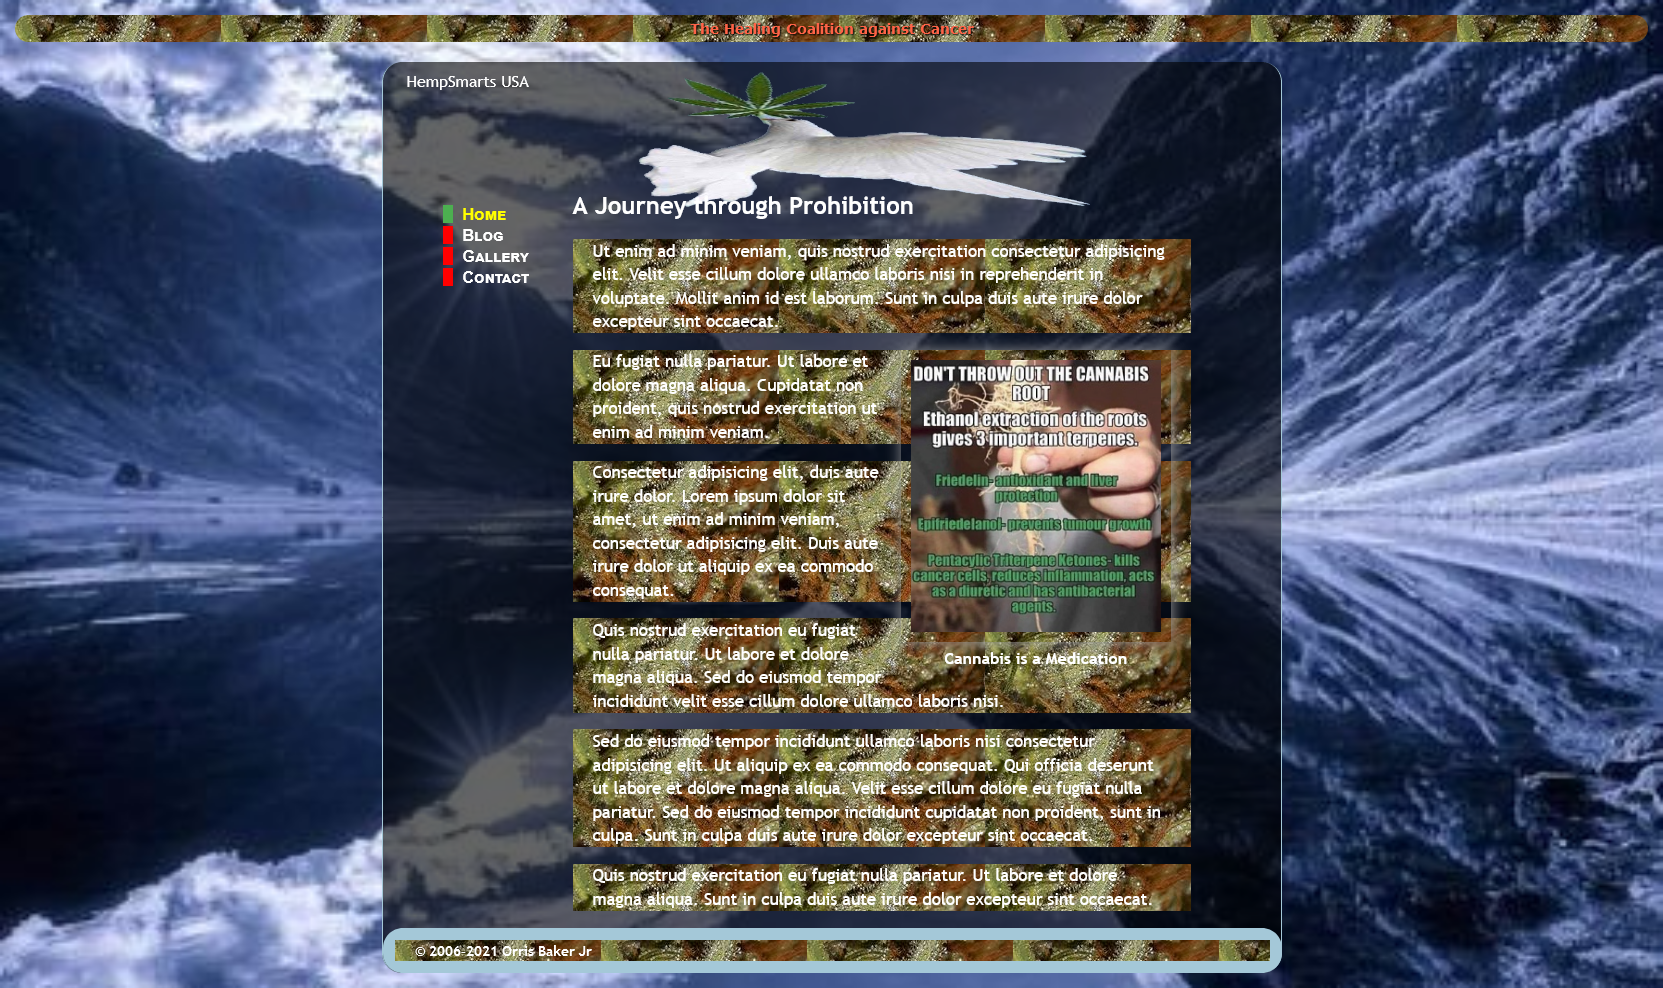 The Healing Coalition against Cancer
HempSmarts USA
A Journey through Prohibition
Home
Blog
Gallery
Contact
Ut enim ad minim veniam, quis nostrud exercitation consectetur adipisicing
elit. Velit esse cillum dolore ullamco laboris nisi in reprehenderit in
voluptate. Mollit anim id est laborum. Sunt in culpa duis aute irure dolor
excepteur sint occaecat.
Eu fugiat nulla pariatur. Ut labore et
dolore magna aliqua. Cupidatat non
proident, quis nostrud exercitation ut
enim ad minim veniam.
DON'T THROW OUT THE CANNABIS
ROOT
Ethanol extraction of the roots
gives 3 important terpenes.
Friedelin- antioxidant and liver
protection
Epifriedelanol- prevents tumour growth
Pentacylic Triterpene Ketones- kills
cancer cells, reduces inflammation, acts
as a diuretic and has antibacterial
agents.
Cannabis is a Medication
Consectetur adipisicing elit, duis aute
irure dolor. Lorem ipsum dolor sit
amet, ut enim ad minim veniam,
consectetur adipisicing elit. Duis aute
irure dolor ut aliquip ex ea commodo
consequat.
Quis nostrud exercitation eu fugiat
nulla pariatur. Ut labore et dolore
magna aliqua. Sed do eiusmod tempor
incididunt velit esse cillum dolore ullamco laboris nisi.
Sed do eiusmod tempor incididunt ullamco laboris nisi consectetur
adipisicing elit. Ut aliquip ex ea commodo consequat. Qui officia deserunt
ut labore et dolore magna aliqua. Velit esse cillum dolore eu fugiat nulla
pariatur. Sed do eiusmod tempor incididunt cupidatat non proident, sunt in
culpa. Sunt in culpa duis aute irure dolor excepteur sint occaecat.
Quis nostrud exercitation eu fugiat nulla pariatur. Ut labore et dolore
magna aliqua. Sunt in culpa duis aute irure dolor excepteur sint occaecat.
© 2006-2021 Orris Baker Jr